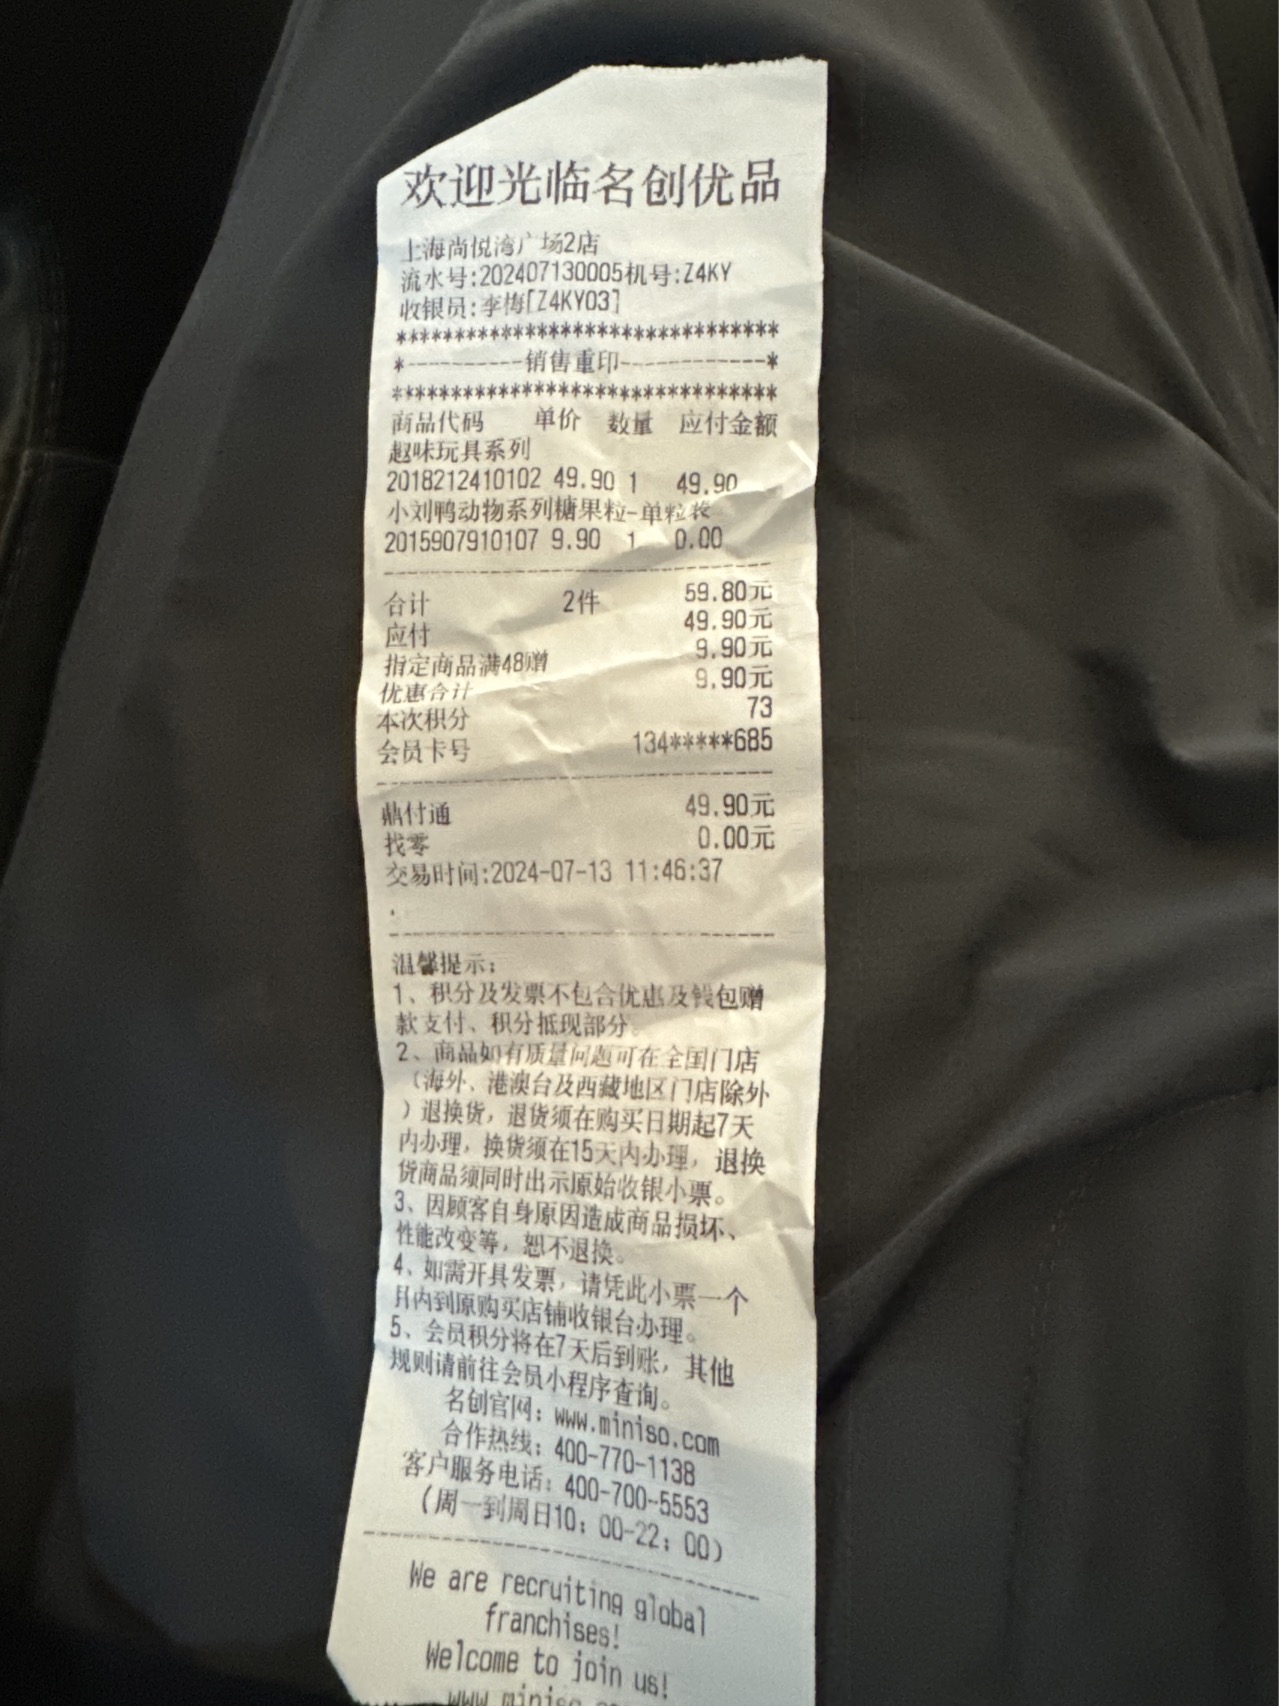 欢迎光临名创优品
上海尚悦湾广场2店
流水号:202407130005机号:Z4KY
收银员:李梅[Z4KY03]
*********************************
*----------销售重印------------*
*********************************
商品代码 单价 数量 应付金额
趣味玩具系列
2018212410102 49.90 1 49.90
小刘鸭动物系列糖果粒-单粒装
2015907910107 9.90 1 0.00
合计 2件 59.80元
应付 49.90元
指定商品满48赠 9.90元
优惠合计 9.90元
本次积分 73
会员卡号 134*****685
鼎付通 49.90元
找零 0.00元
交易时间:2024-07-13 11:46:37
温馨提示:
1、积分及发票不包含优惠及钱包赠
款支付、积分抵现部分。
2、商品如有质量问题可在全国门店
(海外、港澳台及西藏地区门店除外
)退换货，退货须在购买日期起7天
内办理，换货须在15天内办理，退换
货商品须同时出示原始收银小票。
3、因顾客自身原因造成商品损坏、
性能改变等，恕不退换。
4、如需开具发票，请凭此小票一个
月内到原购买店铺收银台办理。
5、会员积分将在7天后到账，其他
规则请前往会员小程序查询。
名创官网: www.miniso.com
合作热线: 400-770-1138
客户服务电话: 400-700-5553
(周一到周日10: 00-22: 00)
We are recruiting global
franchises!
Welcome to join us!